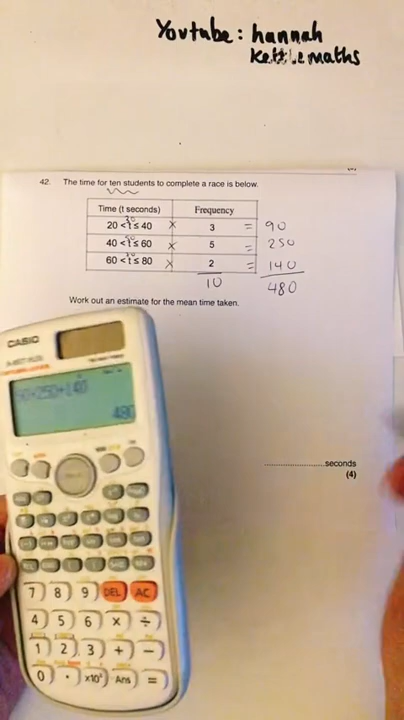 Youtube: hannah
kettlemaths
42. The time for ten students to complete a race is below.
Time (t seconds) Frequency
30
20 < t ≤ 40 × 3 = 90
50
40 < t ≤ 60 × 5 = 250
70
60 < t ≤ 80 × 2 = 140
10 480
Work out an estimate for the mean time taken.
..................seconds
(4)
CASIO
90+250+140
480
7 8 9 DEL AC
4 5 6 × ÷
1 2 3 + −
0 . ×10ˣ Ans =